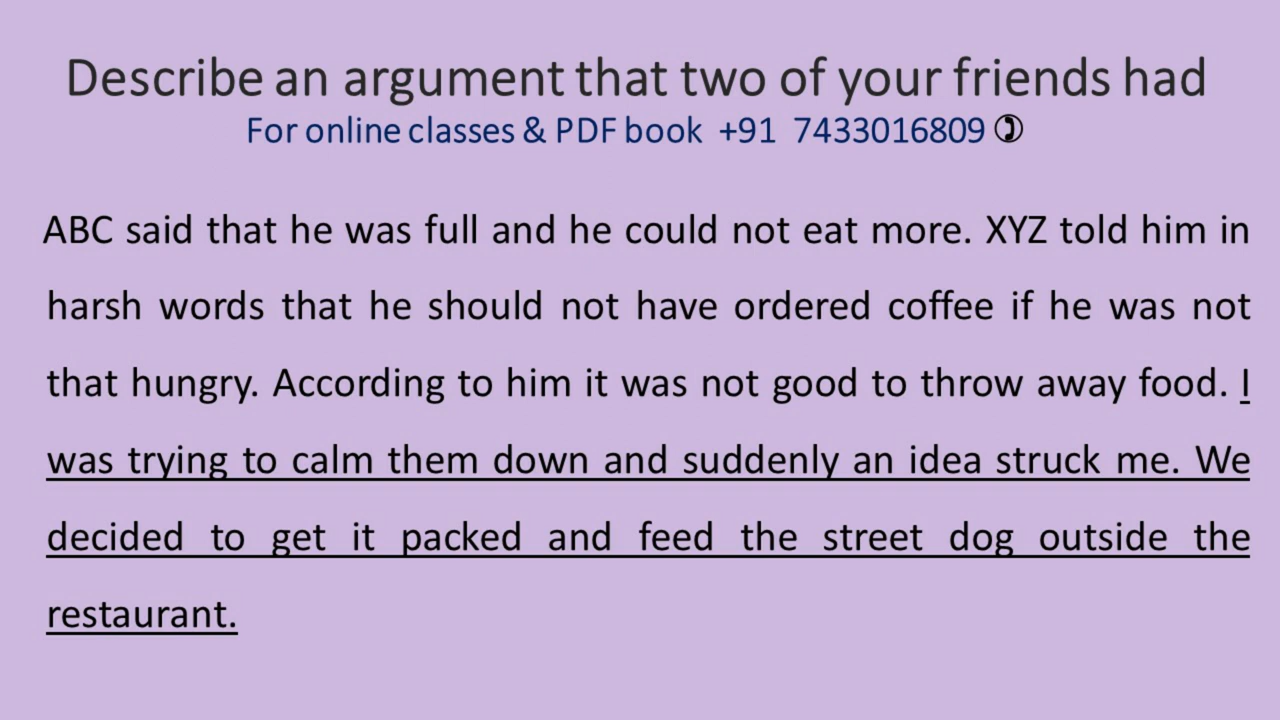 Describe an argument that two of your friends had
For online classes & PDF book +91 7433016809
ABC said that he was full and he could not eat more. XYZ told him in
harsh words that he should not have ordered coffee if he was not
that hungry. According to him it was not good to throw away food. I
was trying to calm them down and suddenly an idea struck me. We
decided to get it packed and feed the street dog outside the
restaurant.